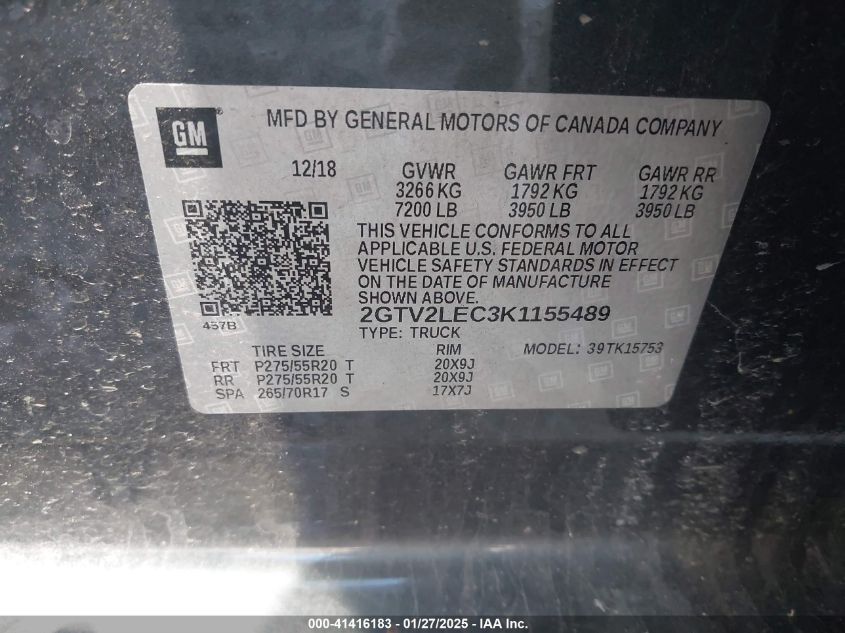 GM
MFD BY GENERAL MOTORS OF CANADA COMPANY
12/18 GVWR GAWR FRT GAWR RR
3266 KG 1792 KG 1792 KG
7200 LB 3950 LB 3950 LB
THIS VEHICLE CONFORMS TO ALL
APPLICABLE U.S. FEDERAL MOTOR
VEHICLE SAFETY STANDARDS IN EFFECT
ON THE DATE OF MANUFACTURE
SHOWN ABOVE.
2GTV2LEC3K1155489
457B TYPE: TRUCK
TIRE SIZE RIM MODEL: 39TK15753
FRT P275/55R20 T 20X9J
RR P275/55R20 T 20X9J
SPA 265/70R17 S 17X7J
000-41416183 — 01/27/2025 — IAA Inc.